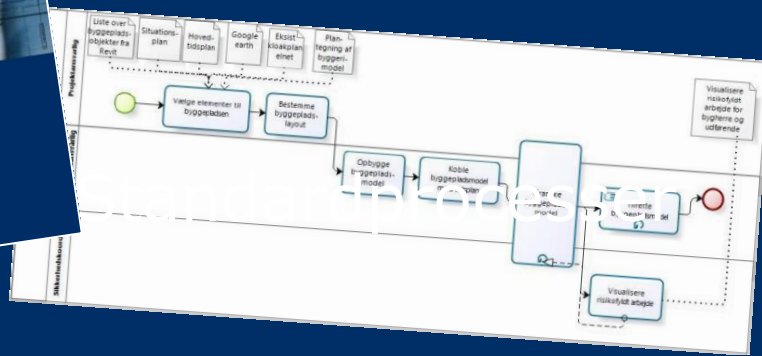 Liste over
byggeplads-
objekter fra
Revit
Situations-
plan
Hoved-
tidsplan
Google
earth
Eksist
kloakplan
elnet
Plan-
tegning af
byggeri-
model
Visualisere
risikofyldt
arbejde for
bygherre og
udførende
Projektansvarlig
Vælge elementer til
byggepladsen
Bestemme
byggeplads-
layout
Opbygge
byggeplads-
model
Koble
byggepladsmodel
standardprocesser
model
Visualisere
risikofyldt arbejde